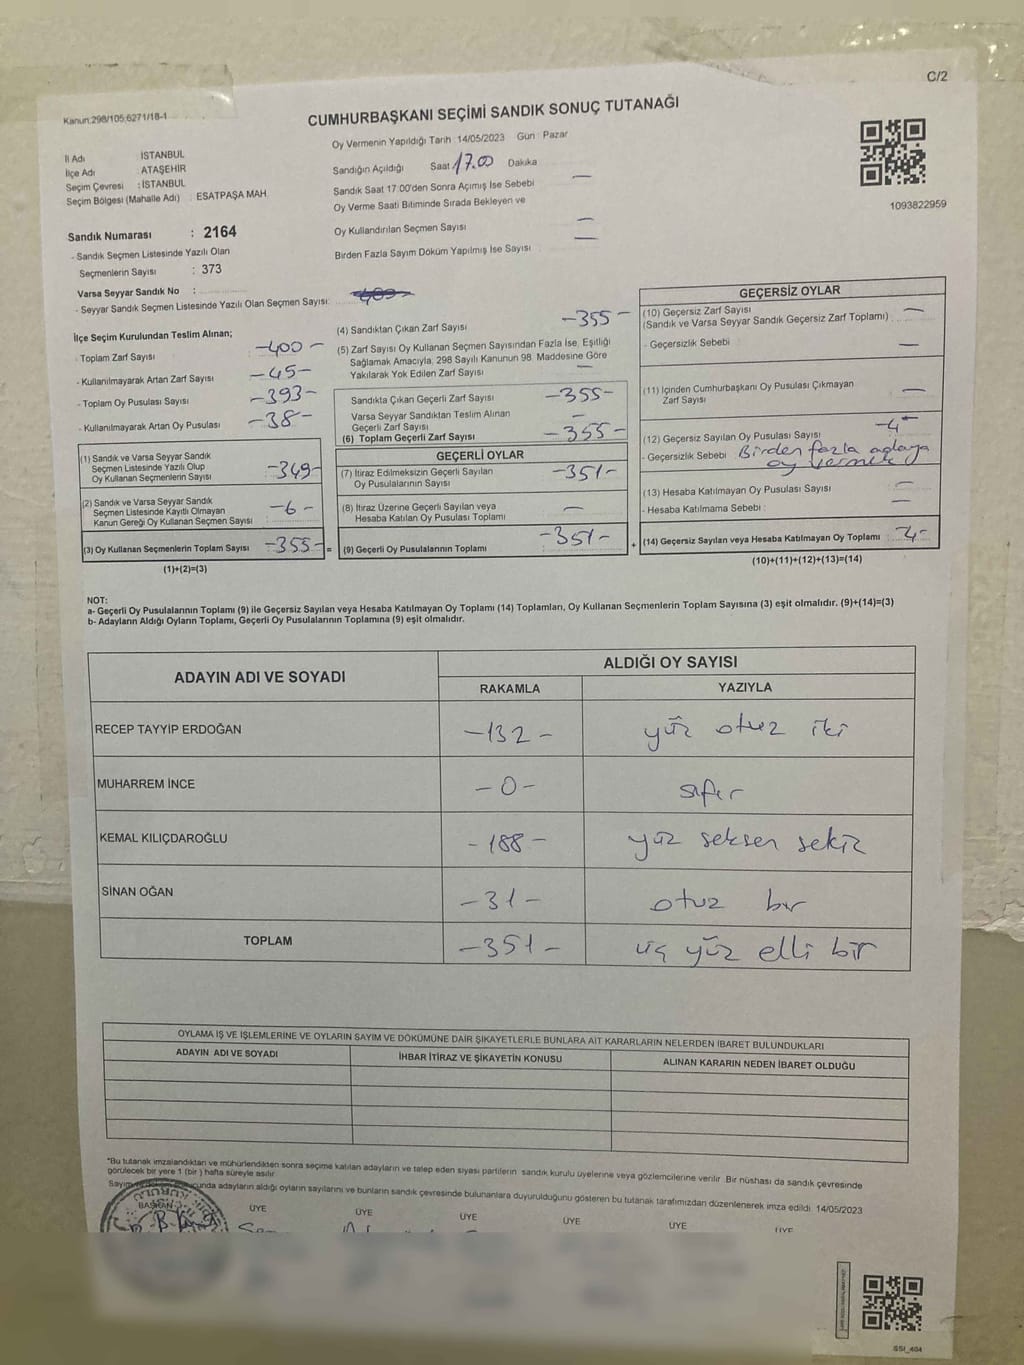 C/2
Kanun:298/105;6271/18-1
CUMHURBAŞKANI SEÇİMİ SANDIK SONUÇ TUTANAĞI
İl Adı : İSTANBUL
İlçe Adı : ATAŞEHİR
Seçim Çevresi : İSTANBUL
Seçim Bölgesi (Mahalle Adı) : ESATPAŞA MAH.
Sandık Numarası : 2164
- Sandık Seçmen Listesinde Yazılı Olan
Seçmenlerin Sayısı : 373
Varsa Seyyar Sandık No :
- Seyyar Sandık Seçmen Listesinde Yazılı Olan Seçmen Sayısı:
Oy Vermenin Yapıldığı Tarih : 14/05/2023 Gün : Pazar
Sandığın Açıldığı Saat 17.00 Dakika
Sandık Saat 17:00'den Sonra Açımış İse Sebebi —
Oy Verme Saati Bitiminde Sırada Bekleyen ve
Oy Kullandırılan Seçmen Sayısı —
Birden Fazla Sayım Döküm Yapılmış İse Sayısı —
1093822959
İlçe Seçim Kurulundan Teslim Alınan;
- Toplam Zarf Sayısı -400-
- Kullanılmayarak Artan Zarf Sayısı -45-
- Toplam Oy Pusulası Sayısı -393-
- Kullanılmayarak Artan Oy Pusulası -38-
(1) Sandık ve Varsa Seyyar Sandık
Seçmen Listesinde Yazılı Olup
Oy Kullanan Seçmenlerin Sayısı -349-
(2) Sandık ve Varsa Seyyar Sandık
Seçmen Listesinde Kayıtlı Olmayan
Kanun Gereği Oy Kullanan Seçmen Sayısı -6-
(3) Oy Kullanan Seçmenlerin Toplam Sayısı -355- =
(1)+(2)=(3)
(4) Sandıktan Çıkan Zarf Sayısı -355-
(5) Zarf Sayısı Oy Kullanan Seçmen Sayısından Fazla İse, Eşitliği
Sağlamak Amacıyla, 298 Sayılı Kanunun 98. Maddesine Göre
Yakılarak Yok Edilen Zarf Sayısı —
Sandıkta Çıkan Geçerli Zarf Sayısı -355-
Varsa Seyyar Sandıktan Teslim Alınan
Geçerli Zarf Sayısı —
(6) Toplam Geçerli Zarf Sayısı -355-
GEÇERLİ OYLAR
(7) İtiraz Edilmeksizin Geçerli Sayılan
Oy Pusulalarının Sayısı -351-
(8) İtiraz Üzerine Geçerli Sayılan veya
Hesaba Katılan Oy Pusulası Toplamı —
(9) Geçerli Oy Pusulalarının Toplamı -351- +
GEÇERSİZ OYLAR
(10) Geçersiz Zarf Sayısı
(Sandık ve Varsa Seyyar Sandık Geçersiz Zarf Toplamı) —
- Geçersizlik Sebebi : —
(11) İçinden Cumhurbaşkanı Oy Pusulası Çıkmayan
Zarf Sayısı —
(12) Geçersiz Sayılan Oy Pusulası Sayısı -4-
- Geçersizlik Sebebi : Birden fazla adaya
oy vermek
(13) Hesaba Katılmayan Oy Pusulası Sayısı —
- Hesaba Katılmama Sebebi : —
(14) Geçersiz Sayılan veya Hesaba Katılmayan Oy Toplamı : 4-
(10)+(11)+(12)+(13)=(14)
NOT:
a- Geçerli Oy Pusulalarının Toplamı (9) ile Geçersiz Sayılan veya Hesaba Katılmayan Oy Toplamı (14) Toplamları, Oy Kullanan Seçmenlerin Toplam Sayısına (3) eşit olmalıdır. (9)+(14)=(3)
b- Adayların Aldığı Oyların Toplamı, Geçerli Oy Pusulalarının Toplamına (9) eşit olmalıdır.
ADAYIN ADI VE SOYADI ALDIĞI OY SAYISI
RAKAMLA YAZIYLA
RECEP TAYYİP ERDOĞAN -132- yüz otuz iki
MUHARREM İNCE -0- sıfır
KEMAL KILIÇDAROĞLU -188- yüz seksen sekiz
SİNAN OĞAN -31- otuz bir
TOPLAM -351- üç yüz elli bir
OYLAMA İŞ VE İŞLEMLERİNE VE OYLARIN SAYIM VE DÖKÜMÜNE DAİR ŞİKAYETLERLE BUNLARA AİT KARARLARIN NELERDEN İBARET BULUNDUKLARI
ADAYIN ADI VE SOYADI İHBAR İTİRAZ VE ŞİKAYETİN KONUSU ALINAN KARARIN NEDEN İBARET OLDUĞU
*Bu tutanak imzalandıktan ve mühürlendikten sonra seçime katılan adayların ve talep eden siyasi partilerin sandık kurulu üyelerine veya gözlemcilerine verilir. Bir nüshası da sandık çevresinde
görülecek bir yere 1 (bir ) hafta süreyle asılır.
adayların aldığı oyların sayılarını ve bunların sandık çevresinde bulunanlara duyurulduğunu gösteren bu tutanak tarafımızdan düzenlenerek imza edildi. 14/05/2023
BAŞKAN ÜYE ÜYE ÜYE ÜYE ÜYE ÜYE
SSI_404